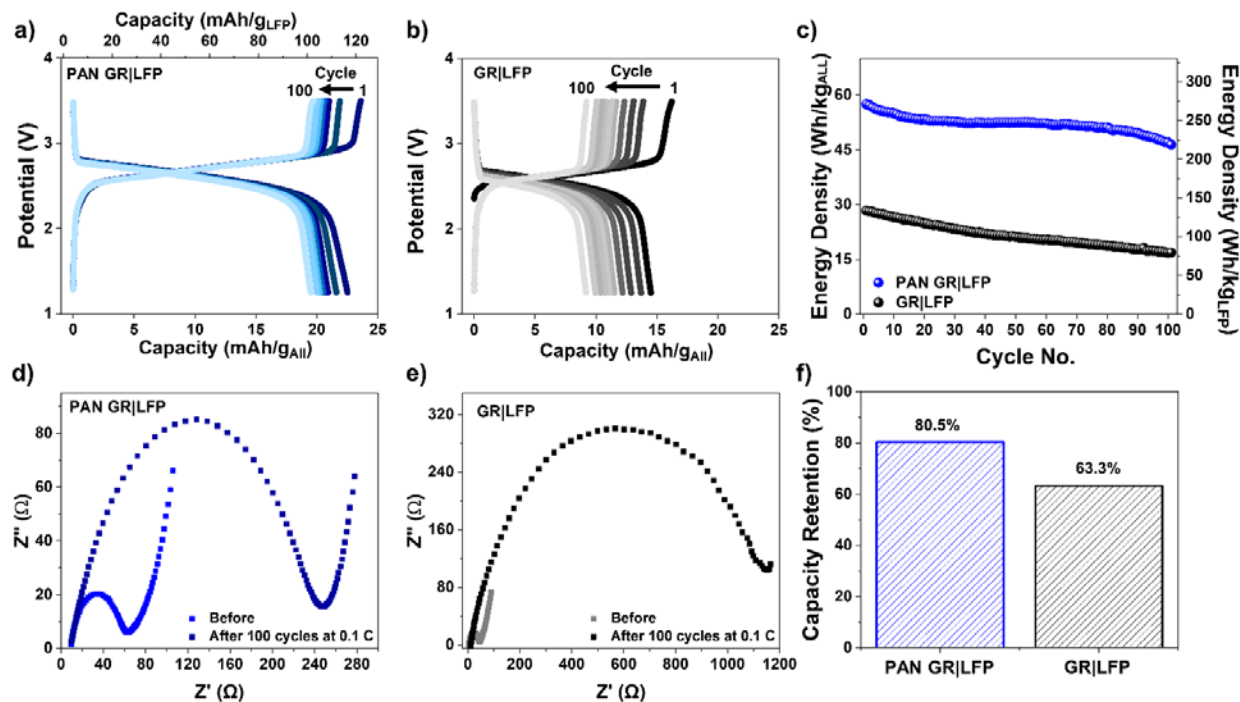 a)
Capacity (mAh/gLFP)
0 20 40 60 80 100 120
PAN GR|LFP
Cycle
100 1
Potential (V)
4
3
2
1
0 5 10 15 20 25
Capacity (mAh/gAll)
b)
GR|LFP
Cycle
100 1
Potential (V)
4
3
2
1
0 5 10 15 20 25
Capacity (mAh/gAll)
c)
Energy Density (Wh/kgALL)
60
45
30
15
0
300
250
200
150
100
50
0
Energy Density (Wh/kgLFP)
PAN GR|LFP
GR|LFP
0 10 20 30 40 50 60 70 80 90 100
Cycle No.
d)
PAN GR|LFP
Z'' (Ω)
80
60
40
20
0
Before
After 100 cycles at 0.1 C
0 40 80 120 160 200 240 280
Z' (Ω)
e)
GR|LFP
Z'' (Ω)
320
240
160
80
0
Before
After 100 cycles at 0.1 C
0 200 400 600 800 1000 1200
Z' (Ω)
f)
Capacity Retention (%)
100
80
60
40
20
0
80.5%
63.3%
PAN GR|LFP GR|LFP